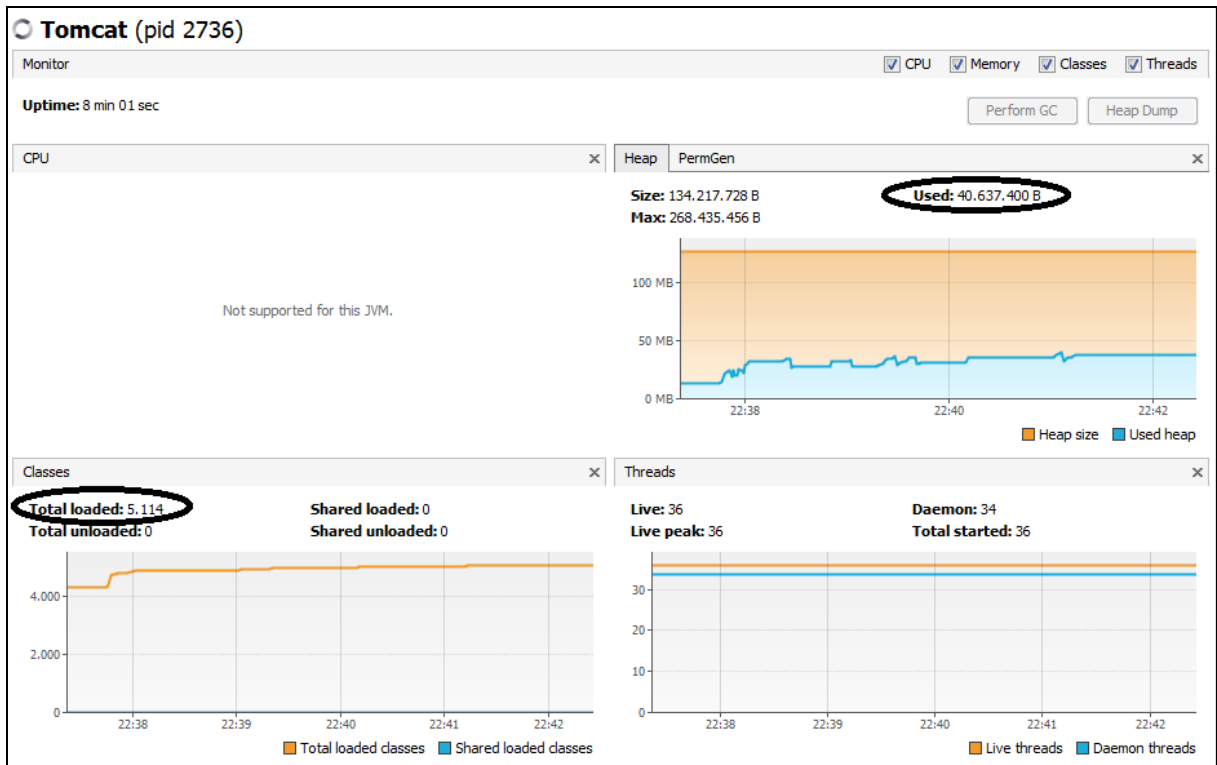 Tomcat (pid 2736)
Monitor
CPU Memory Classes Threads
Uptime: 8 min 01 sec
Perform GC Heap Dump
CPU
Not supported for this JVM.
Heap PermGen
Size: 134.217.728 B Used: 40.637.400 B
Max: 268.435.456 B
100 MB
50 MB
0 MB
22:38 22:40 22:42
Heap size Used heap
Classes
Total loaded: 5.114 Shared loaded: 0
Total unloaded: 0 Shared unloaded: 0
4.000
2.000
0
22:38 22:39 22:40 22:41 22:42
Total loaded classes Shared loaded classes
Threads
Live: 36 Daemon: 34
Live peak: 36 Total started: 36
30
20
10
0
22:38 22:39 22:40 22:41 22:42
Live threads Daemon threads